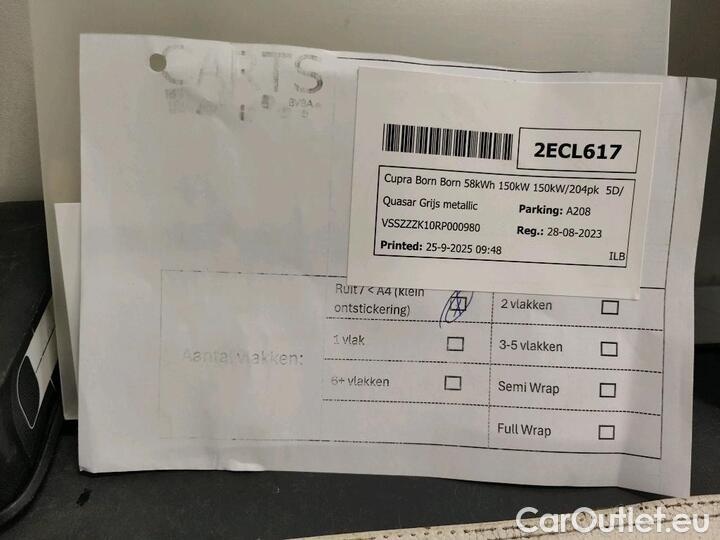 CARTS
BVBA
2ECL617
Cupra Born Born 58kWh 150kW 150kW/204pk 5D/
Quasar Grijs metallic
Parking: A208
VSSZZZK10RP000980
Reg.: 28-08-2023
Printed: 25-9-2025 09:48
ILB
Ruit / < A4 (klein
ontstickering)
2 vlakken
1 vlak
3-5 vlakken
Aantal vlakken:
6+ vlakken
Semi Wrap
Full Wrap
CarOutlet.eu